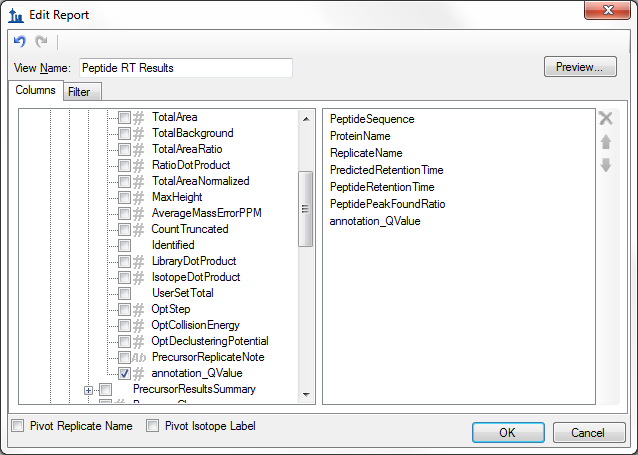 Edit Report
View Name: Peptide RT Results Preview...
Columns Filter
# TotalArea
# TotalBackground
# TotalAreaRatio
# RatioDotProduct
# TotalAreaNormalized
# MaxHeight
# AverageMassErrorPPM
# CountTruncated
Identified
# LibraryDotProduct
# IsotopeDotProduct
UserSetTotal
# OptStep
# OptCollisionEnergy
# OptDeclusteringPotential
Ab PrecursorReplicateNote
# annotation_QValue
PrecursorResultsSummary
PeptideSequence
ProteinName
ReplicateName
PredictedRetentionTime
PeptideRetentionTime
PeptidePeakFoundRatio
annotation_QValue
Pivot Replicate Name Pivot Isotope Label
OK Cancel